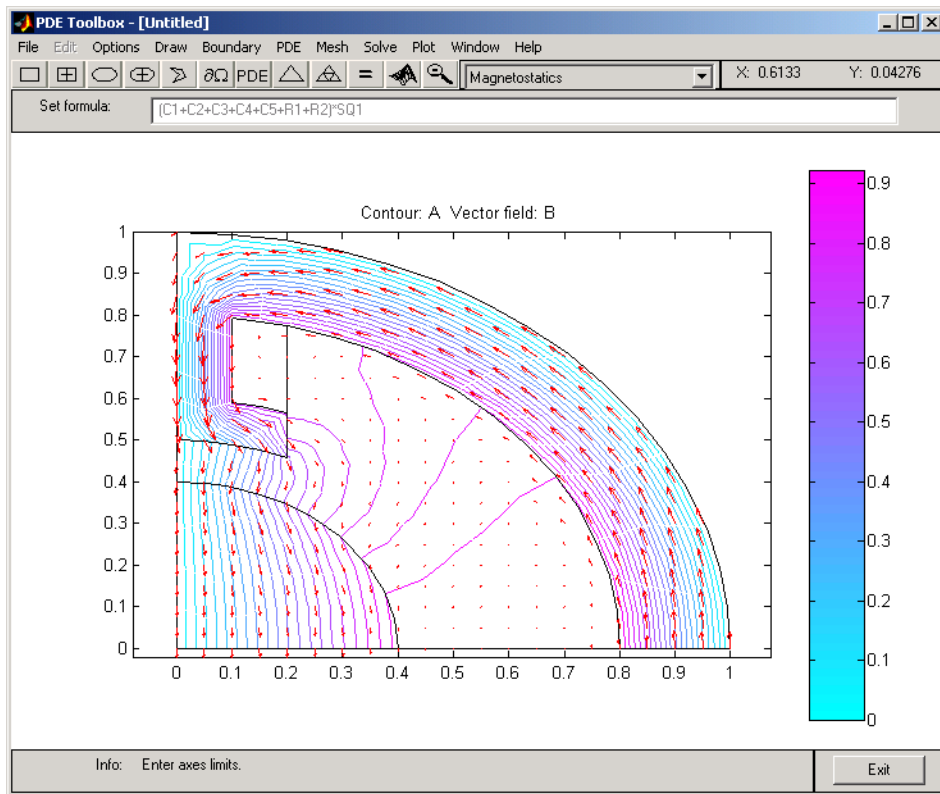 PDE Toolbox - [Untitled]
File Edit Options Draw Boundary PDE Mesh Solve Plot Window Help
∂Ω PDE = Magnetostatics X: 0.6133 Y: 0.04276
Set formula: (C1+C2+C3+C4+C5+R1+R2)*SQ1
Contour: A Vector field: B
1
0.9
0.8
0.7
0.6
0.5
0.4
0.3
0.2
0.1
0
0 0.1 0.2 0.3 0.4 0.5 0.6 0.7 0.8 0.9 1
0.9
0.8
0.7
0.6
0.5
0.4
0.3
0.2
0.1
0
Info: Enter axes limits.
Exit